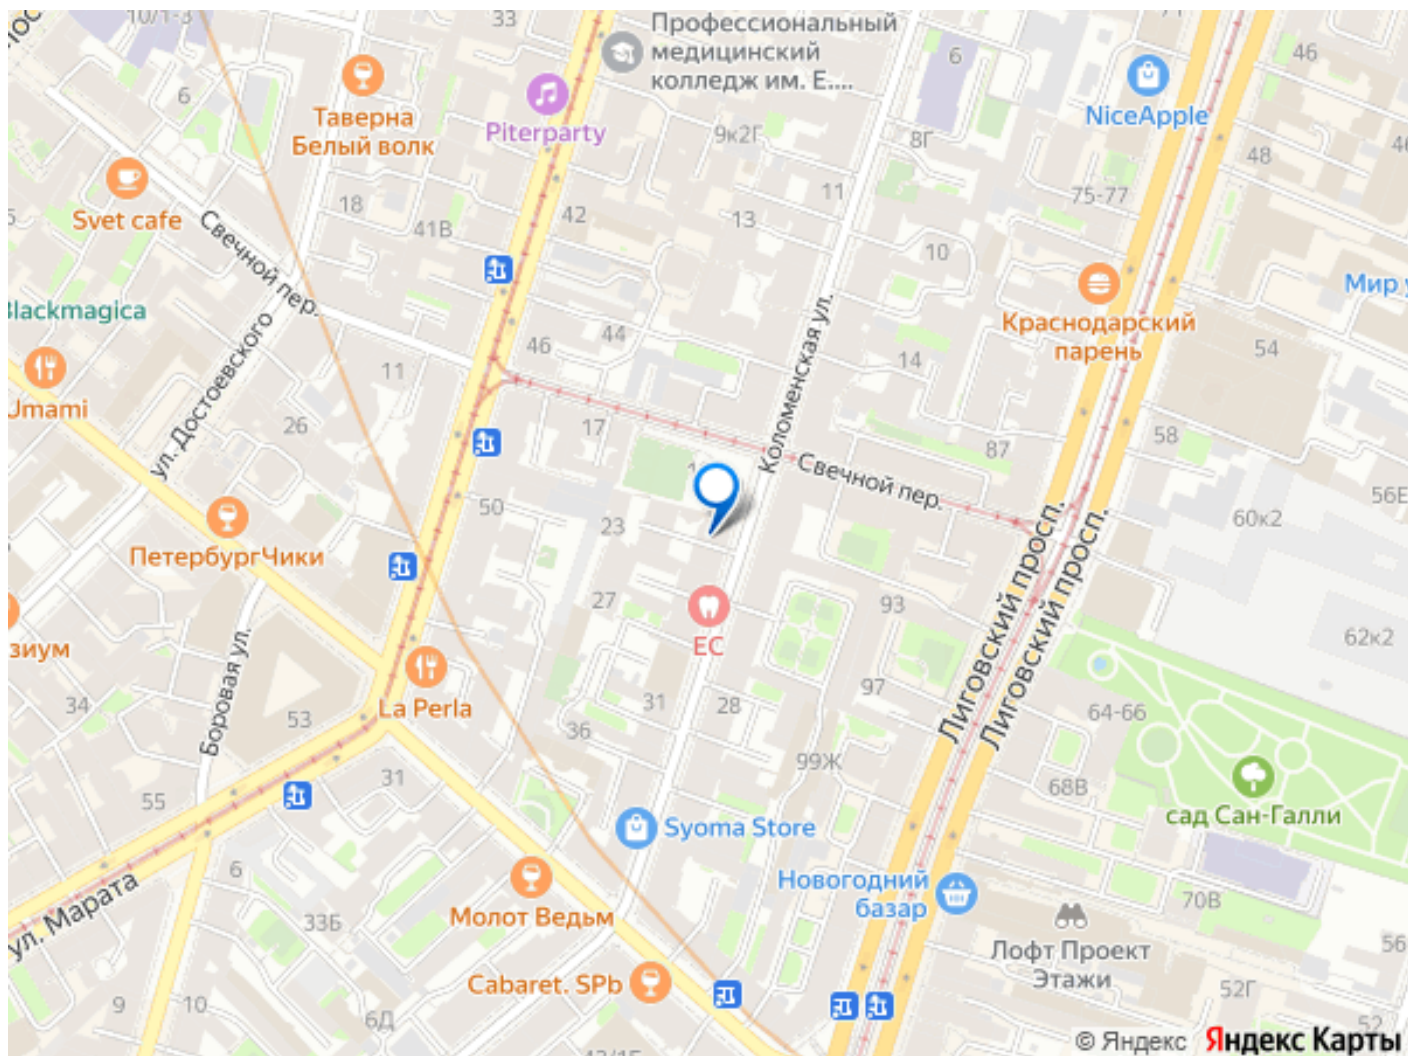 10/1-3
33
Профессиональный
медицинский
колледж им. Е....
6
46
6
Таверна
Белый волк
Piterparty
9к2Г
8Г
NiceApple
48
Svet cafe
18
41В
42
11
13
75-77
10
Свечной пер.
Blackmagica
ул. Достоевского
46
44
Коломенская ул.
14
Краснодарский
парень
54
Umami
11
26
17
87
58
Свечной пер.
56Е
ПетербургЧики
50
23
60к2
Лиговский просп.
Лиговский просп.
27
93
62к2
ЕС
зиум
Боровая ул.
34
53
La Perla
31
28
97
64-66
36
99Ж
55
31
68В
сад Сан-Галли
Syoma Store
6
ул. Марата
33Б
Молот Ведьм
Новогодний
базар
70В
Лофт Проект
Этажи
56
Cabaret. SPb
9
10
6Д
52Г
52
43/1Б
© Яндекс Яндекс Карты